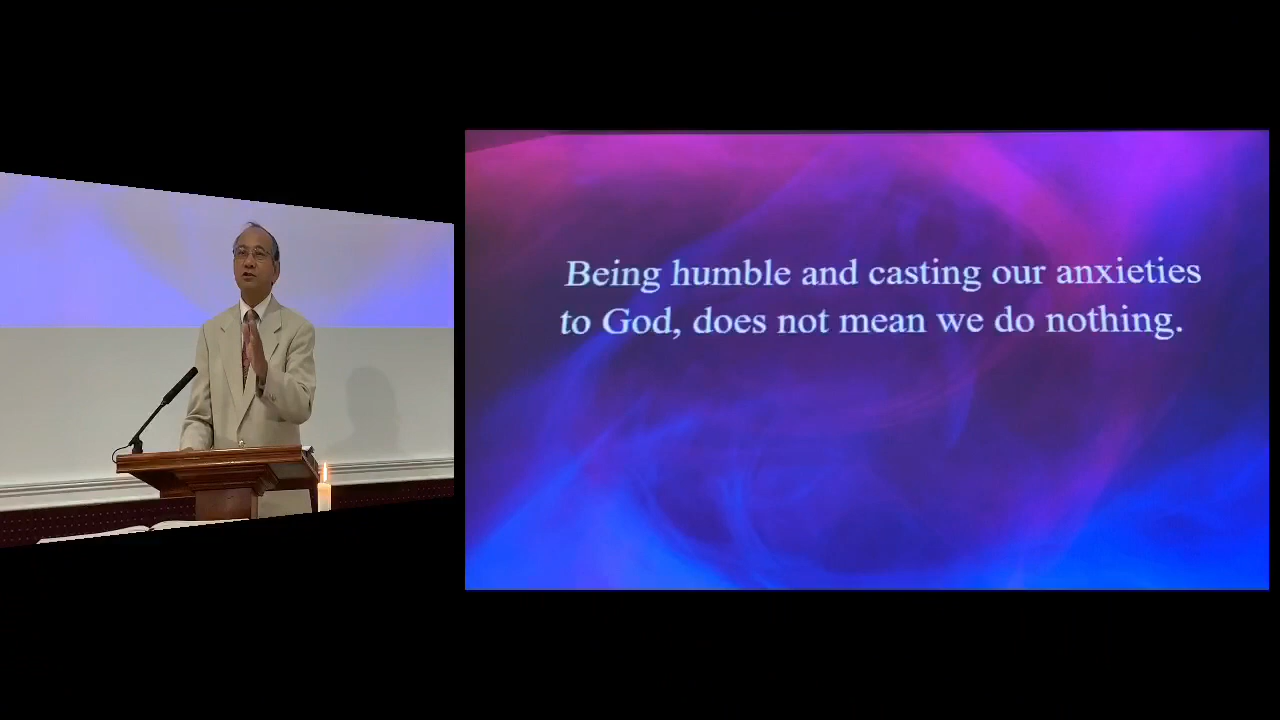 Being humble and casting our anxieties
to God, does not mean we do nothing.